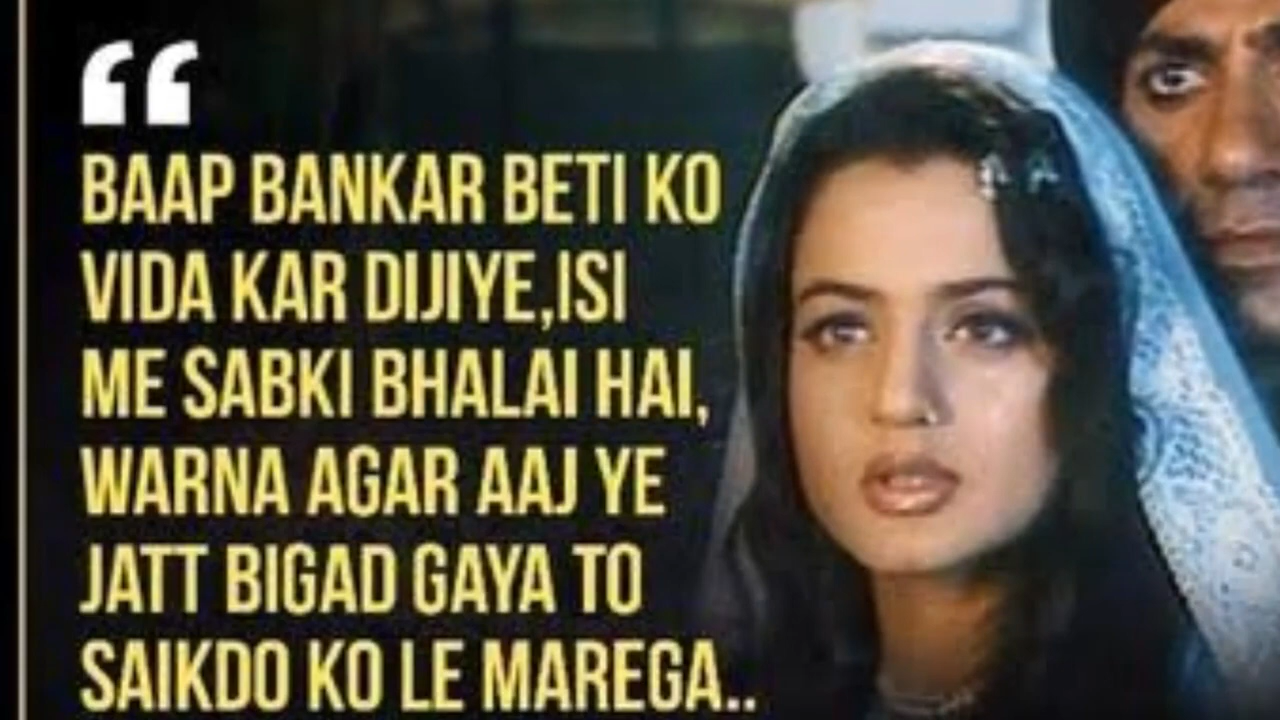 “
BAAP BANKAR BETI KO
VIDA KAR DIJIYE,ISI
ME SABKI BHALAI HAI,
WARNA AGAR AAJ YE
JATT BIGAD GAYA TO
SAIKDO KO LE MAREGA..